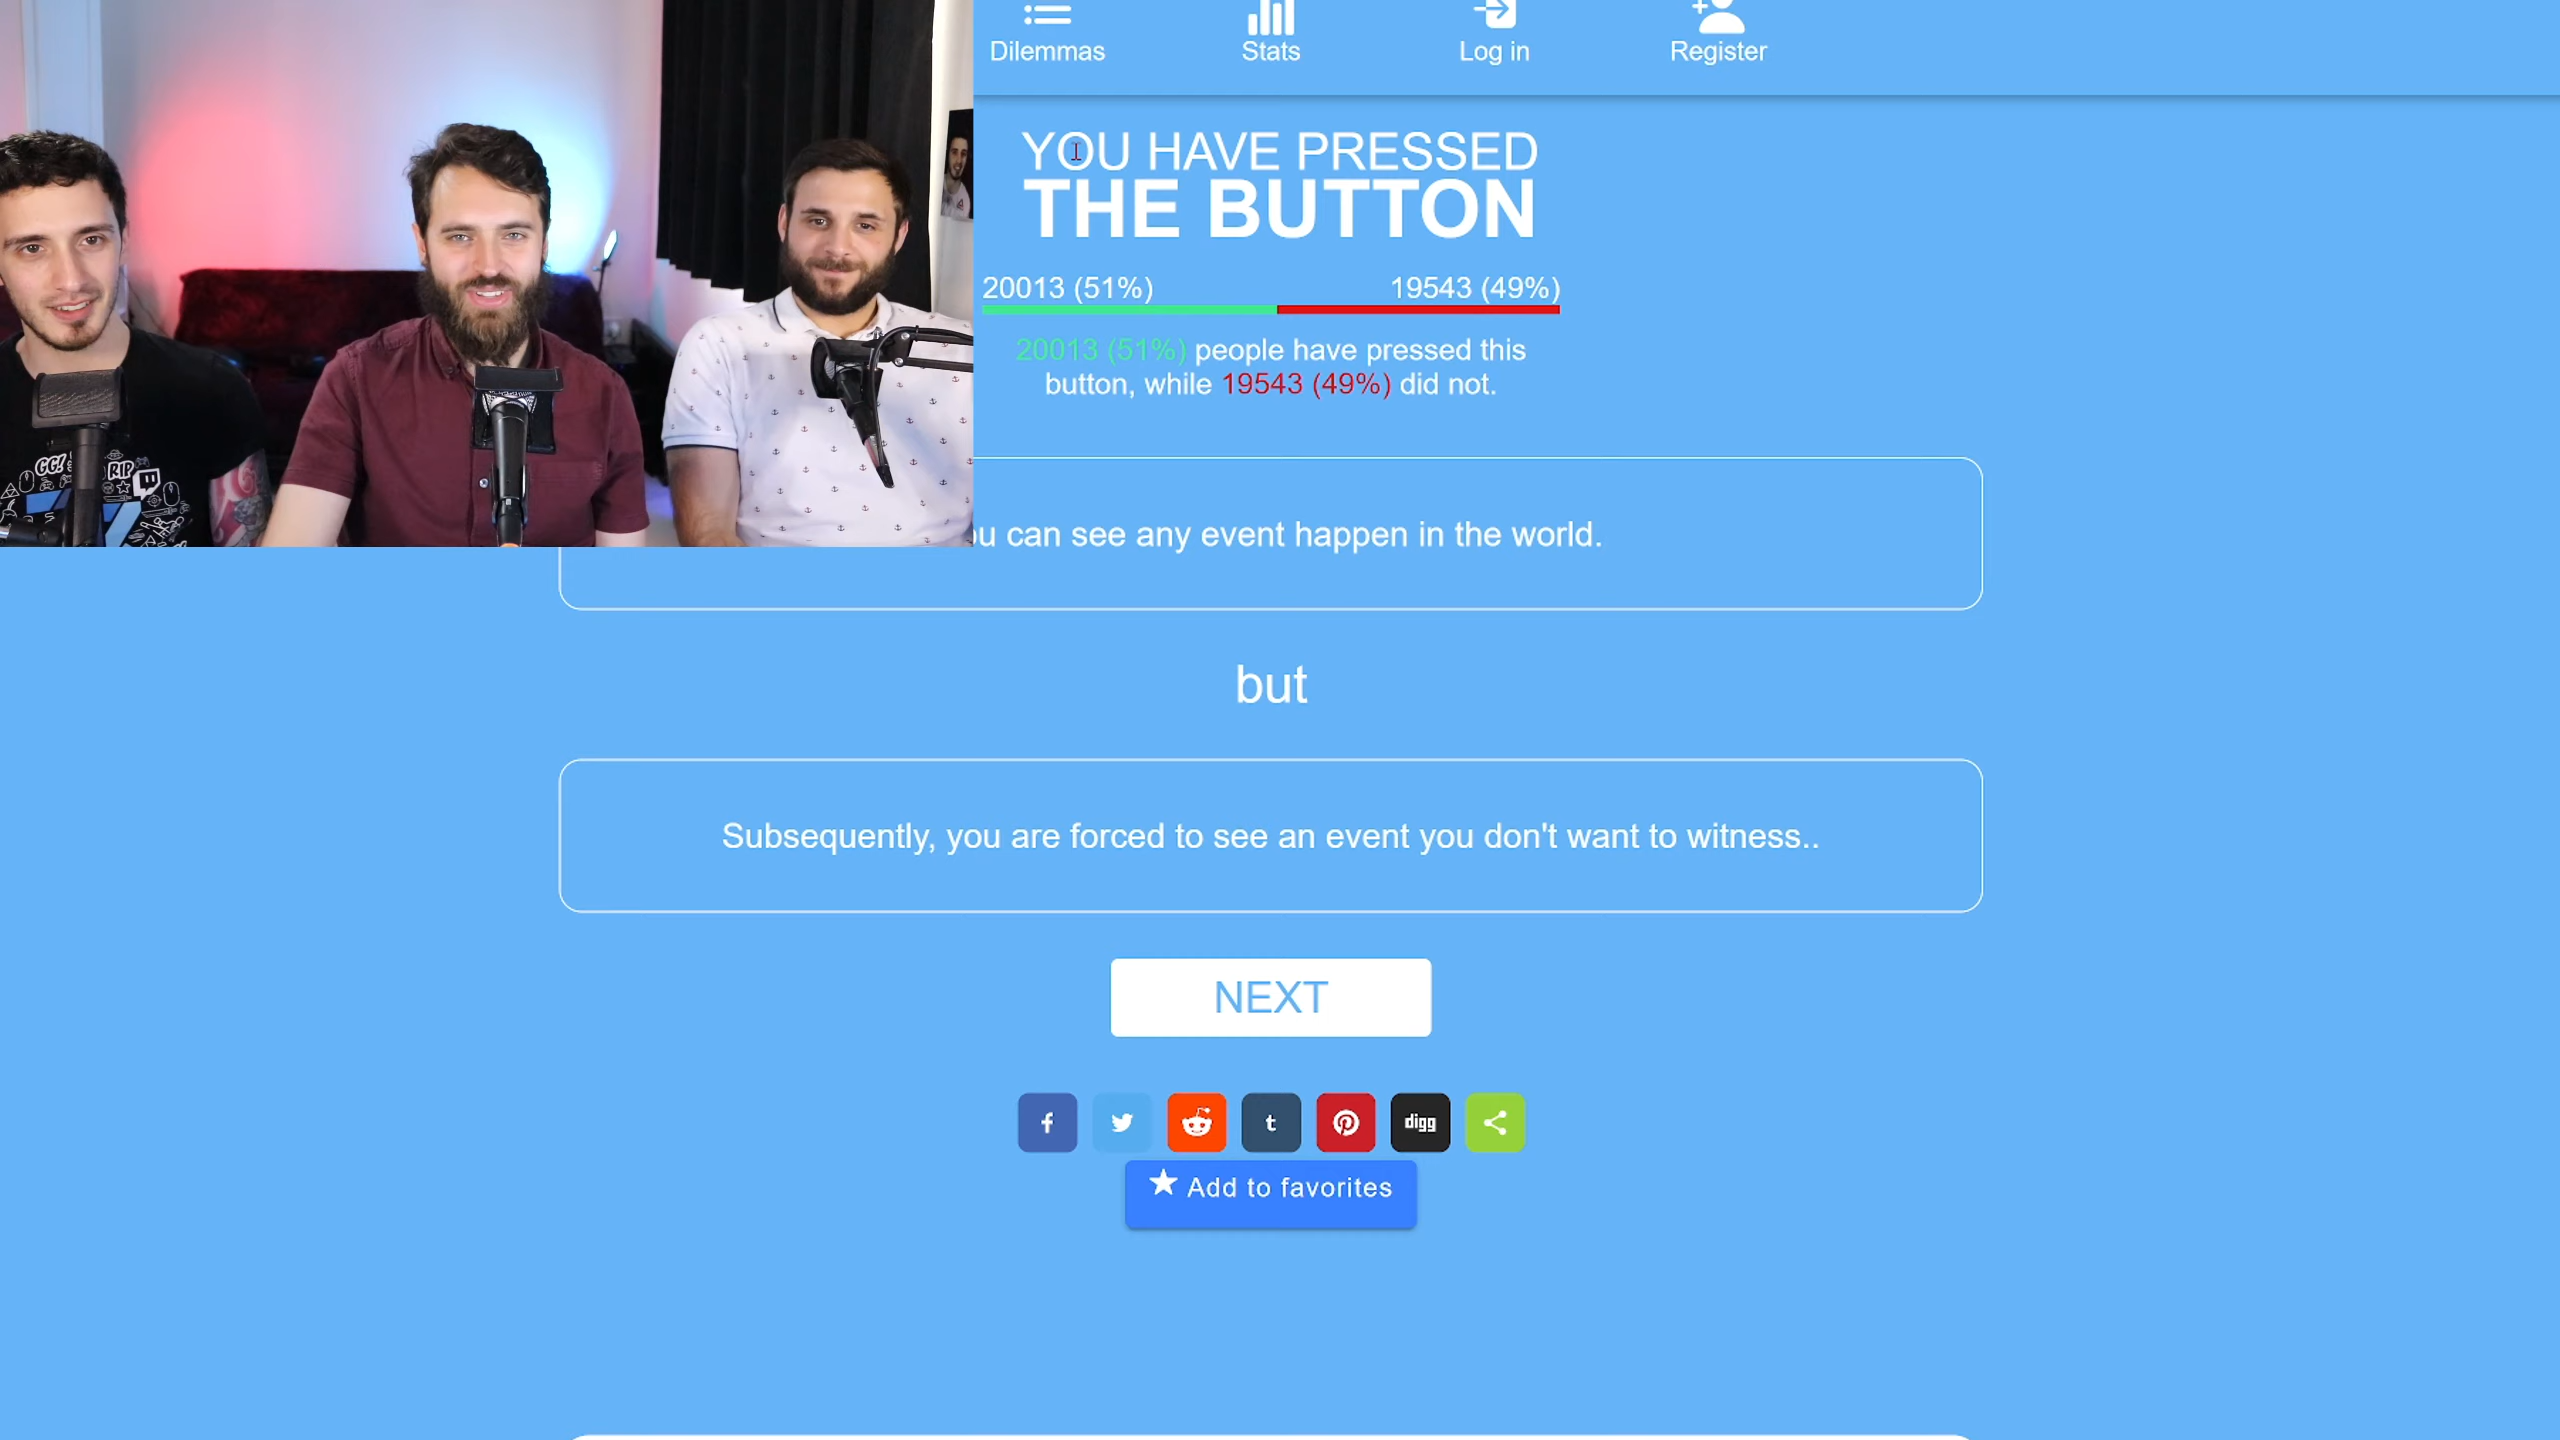 Dilemmas
Stats
Log in
Register
YOU HAVE PRESSED
THE BUTTON
20013 (51%)
19543 (49%)
20013 (51%) people have pressed this
button, while 19543 (49%) did not.
can see any event happen in the world.
but
Subsequently, you are forced to see an event you don't want to witness..
NEXT
f
t
digg
Add to favorites
GG!
RIP